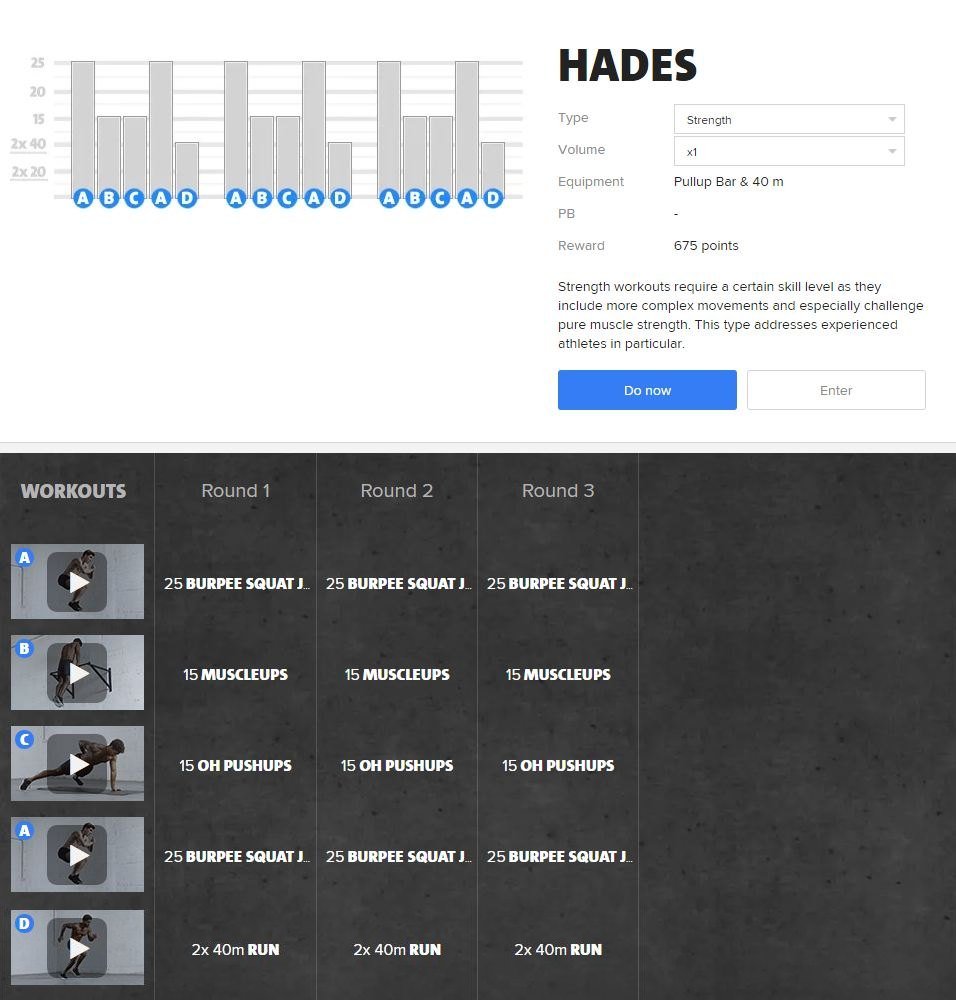 25
20
15
2x 40
2x 20
A B C A D A B C A D A B C A D
HADES
Type Strength
Volume x1
Equipment Pullup Bar & 40 m
PB -
Reward 675 points
Strength workouts require a certain skill level as they
include more complex movements and especially challenge
pure muscle strength. This type addresses experienced
athletes in particular.
Do now Enter
WORKOUTS Round 1 Round 2 Round 3
A
25 BURPEE SQUAT J... 25 BURPEE SQUAT J... 25 BURPEE SQUAT J...
B
15 MUSCLEUPS 15 MUSCLEUPS 15 MUSCLEUPS
C
15 OH PUSHUPS 15 OH PUSHUPS 15 OH PUSHUPS
A
25 BURPEE SQUAT J... 25 BURPEE SQUAT J... 25 BURPEE SQUAT J...
D
2x 40m RUN 2x 40m RUN 2x 40m RUN